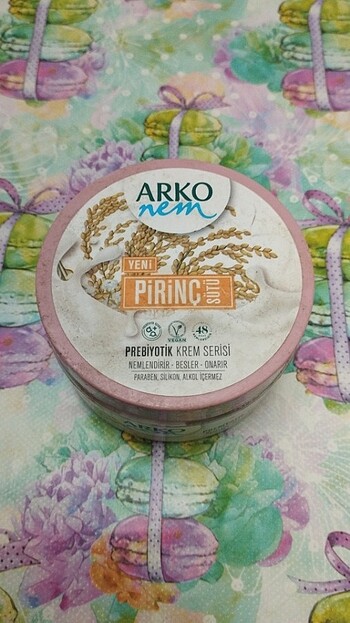 ARKO
nem
YENİ
PİRİNÇ
SÜTÜ
VEGAN
48
PREBİYOTİK KREM SERİSİ
NEMLENDİRİR - BESLER - ONARIR
PARABEN, SİLİKON, ALKOL İÇERMEZ
ARKO